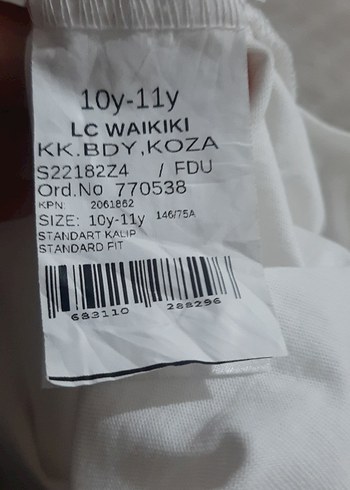 10y-11y
LC WAIKIKI
KK.BDY,KOZA
S22182Z4 / FDU
Ord.No 770538
KPN: 2061862
SIZE: 10y-11y 146/75A
STANDART KALIP
STANDARD FIT
683110 288296